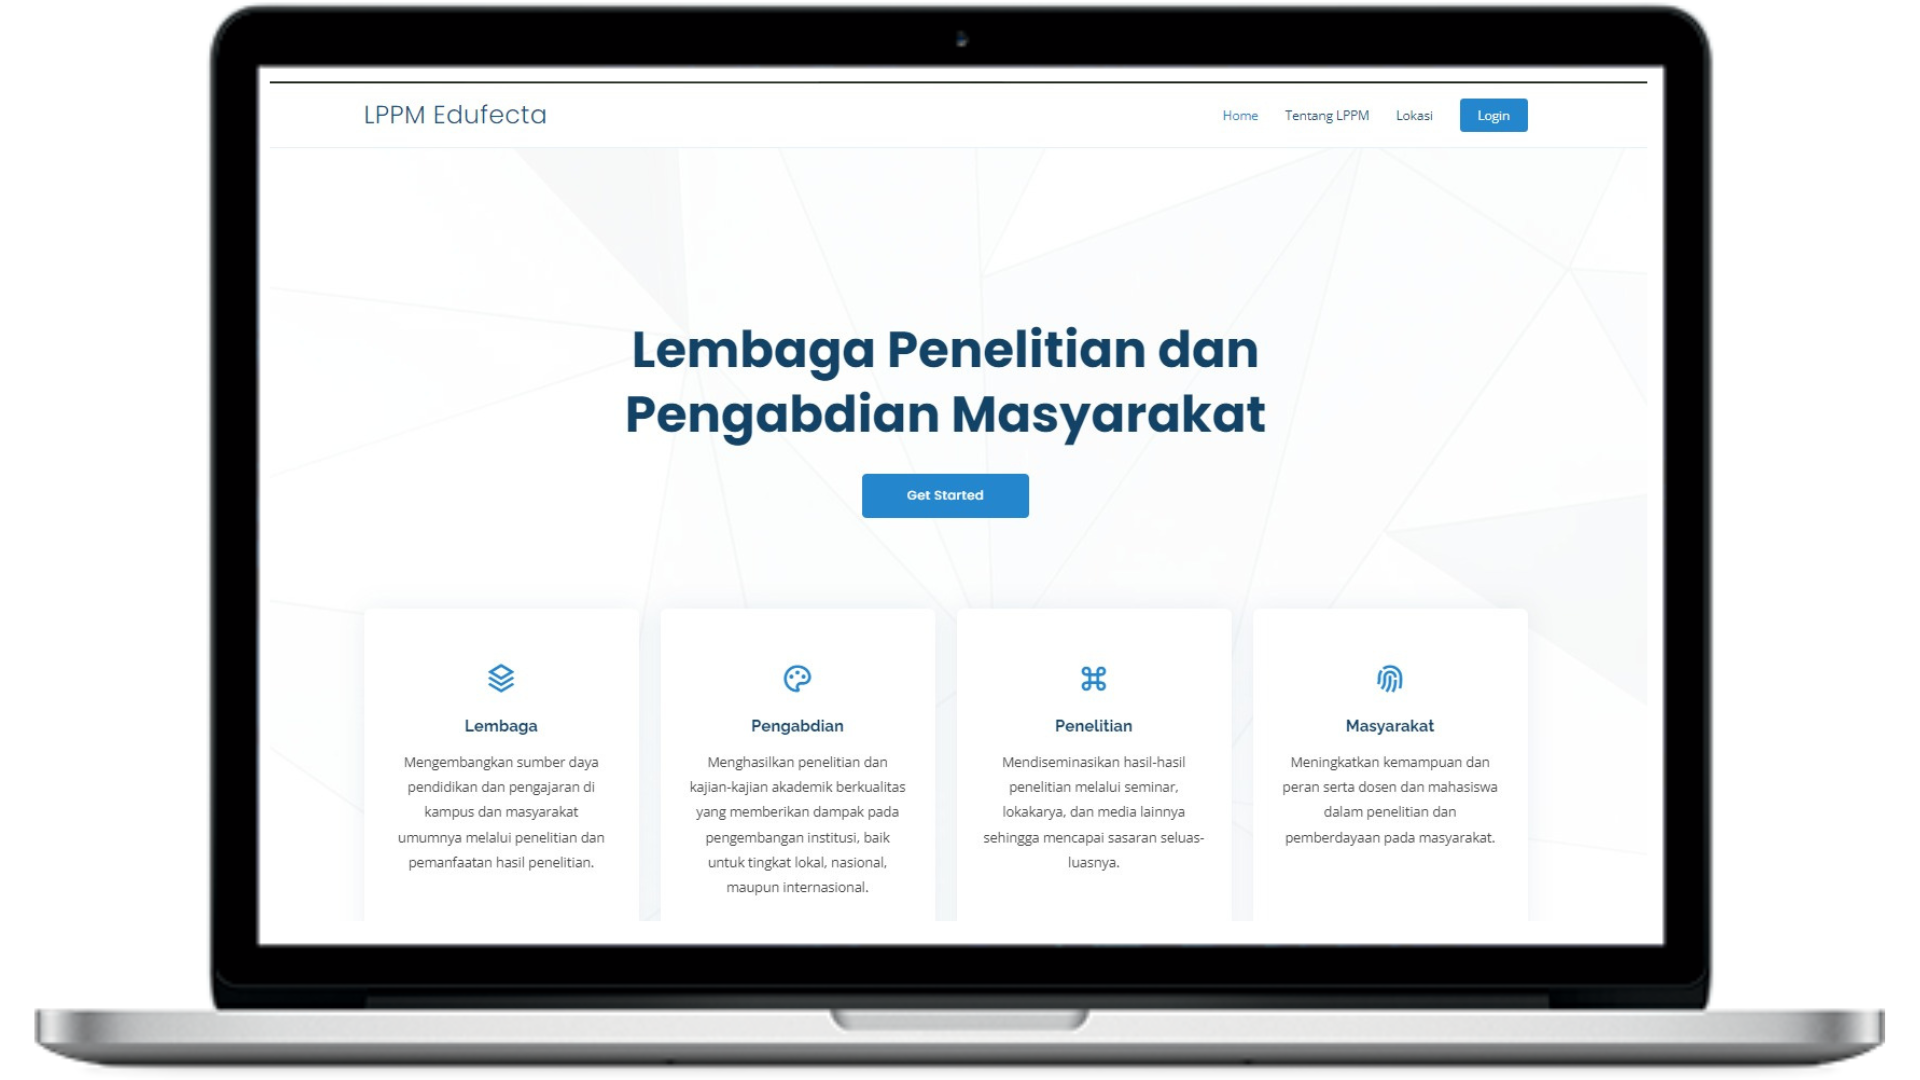 LPPM Edufecta
Home
Tentang LPPM
Lokasi
Login
Lembaga Penelitian dan
Pengabdian Masyarakat
Get Started
Lembaga
Mengembangkan sumber daya
pendidikan dan pengajaran di
kampus dan masyarakat
umumnya melalui penelitian dan
pemanfaatan hasil penelitian.
Pengabdian
Menghasilkan penelitian dan
kajian-kajian akademik berkualitas
yang memberikan dampak pada
pengembangan institusi, baik
untuk tingkat lokal, nasional,
maupun internasional.
Penelitian
Mendiseminasikan hasil-hasil
penelitian melalui seminar,
lokakarya, dan media lainnya
sehingga mencapai sasaran seluas-
luasnya.
Masyarakat
Meningkatkan kemampuan dan
peran serta dosen dan mahasiswa
dalam penelitian dan
pemberdayaan pada masyarakat.